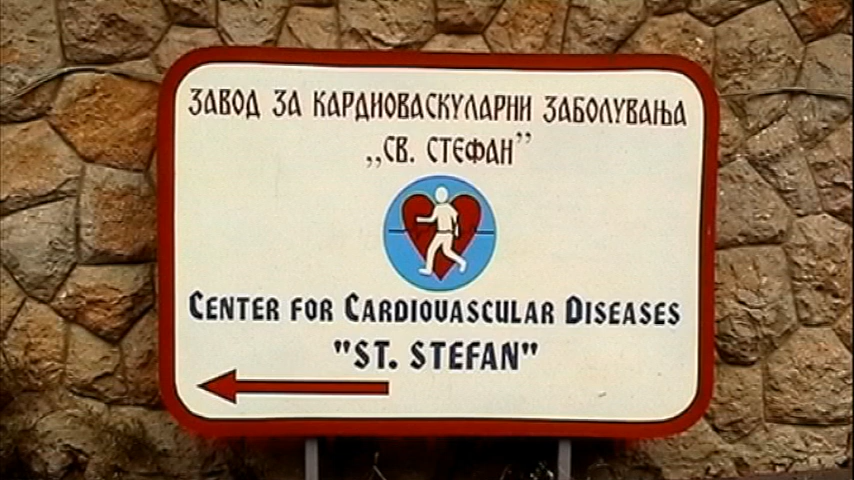 ЗАВОД ЗА КАРДИОВАСКУЛАРНИ ЗАБОЛУВАЊА
„СВ. СТЕФАН”
CENTER FOR CARDIOVASCULAR DISEASES
"ST. STEFAN"